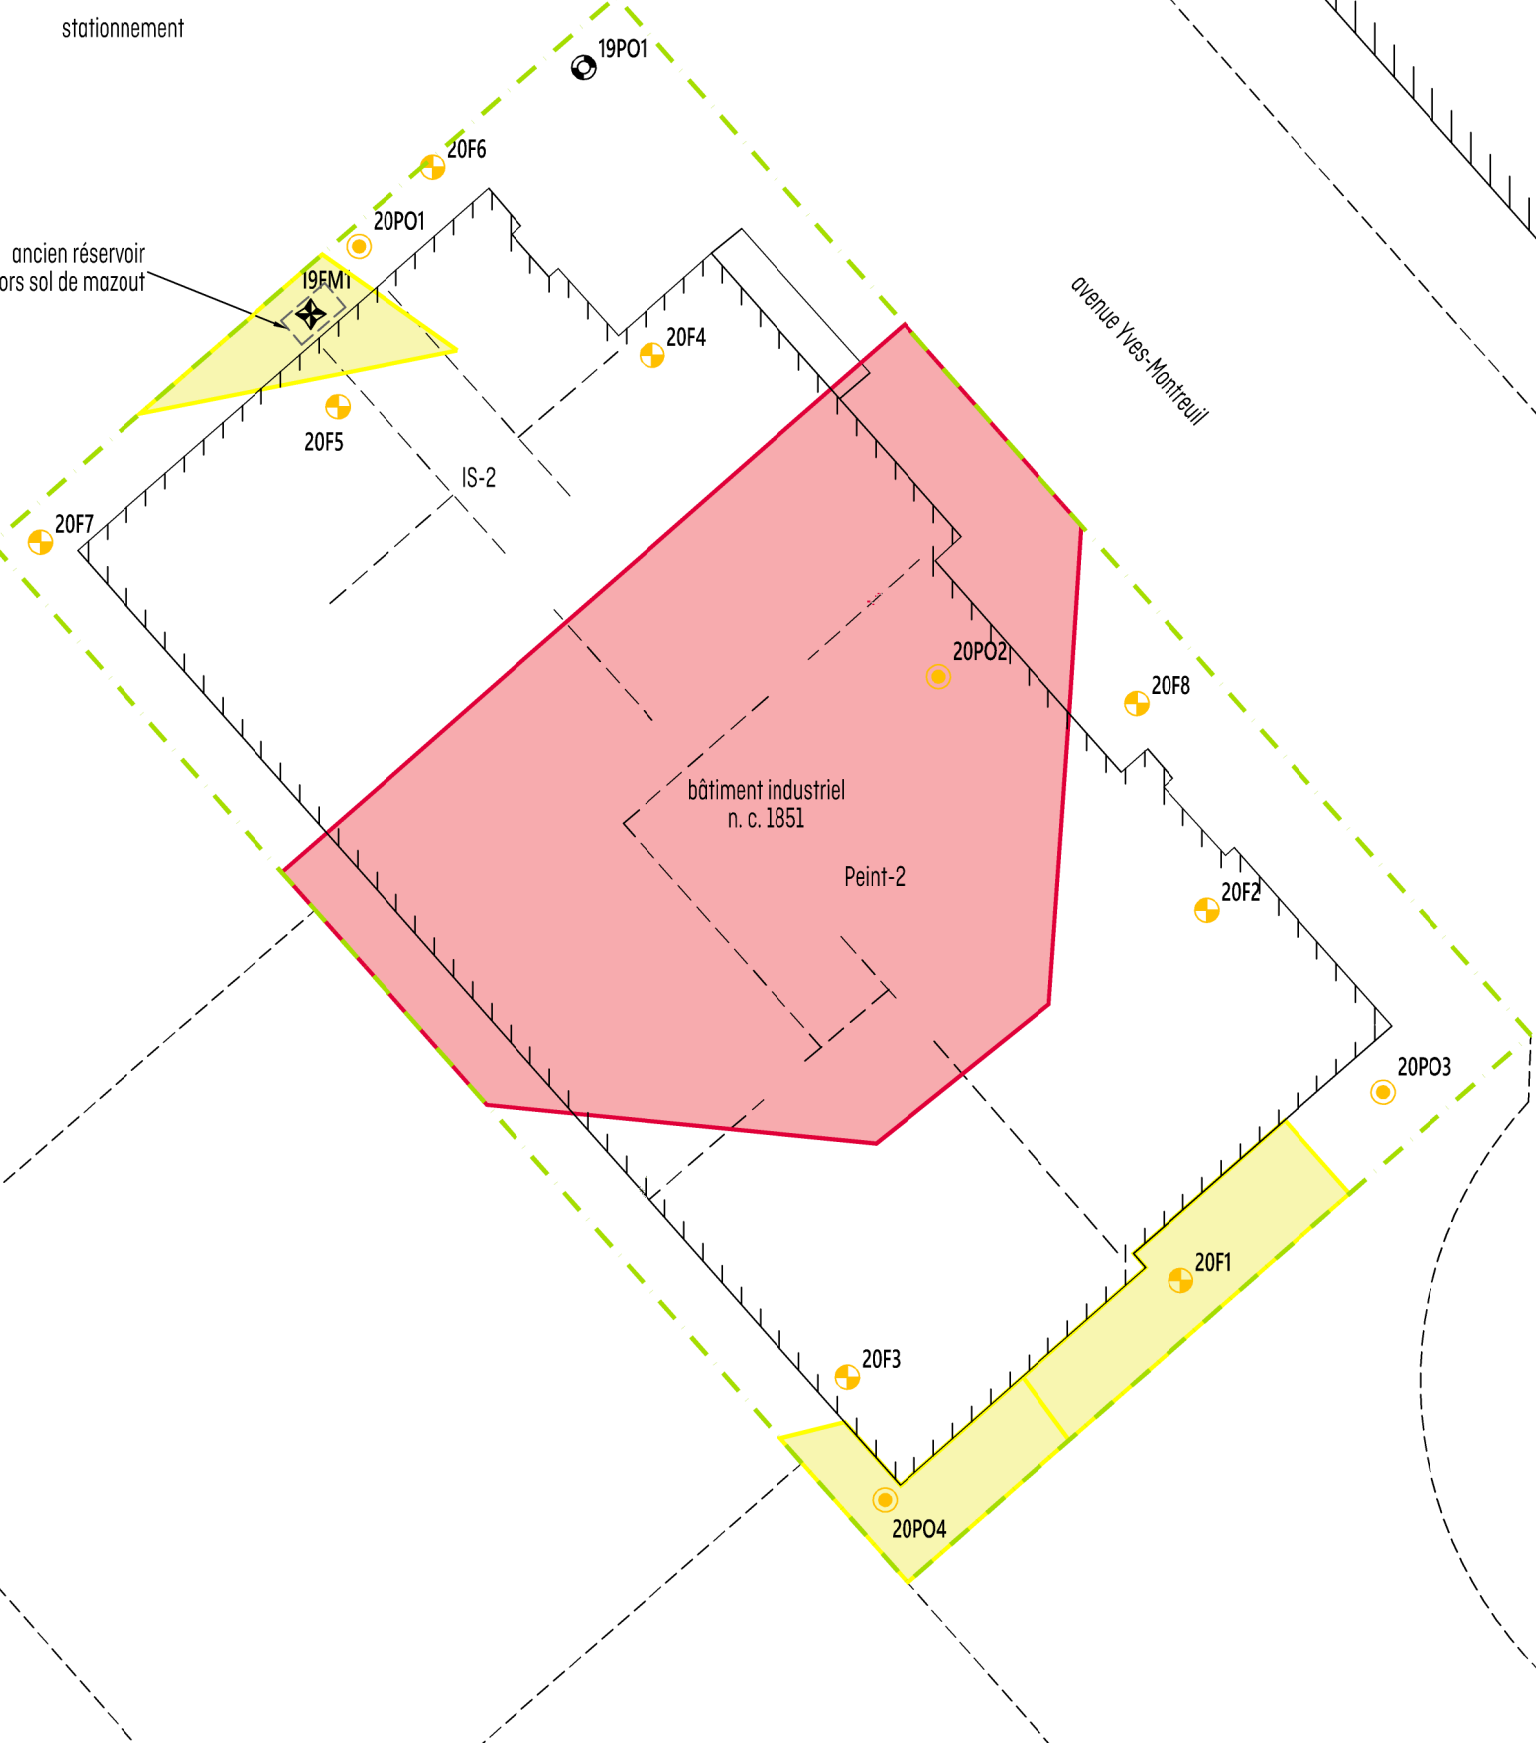 stationnement
19PO1
20F6
20PO1
ancien réservoir
ors sol de mazout
19EM1
20F4
20F5
avenue Yves-Montreuil
IS-2
20F7
20PO2
20F8
bâtiment industriel
n. c. 1851
Peint-2
20F2
20PO3
20F1
20F3
20PO4